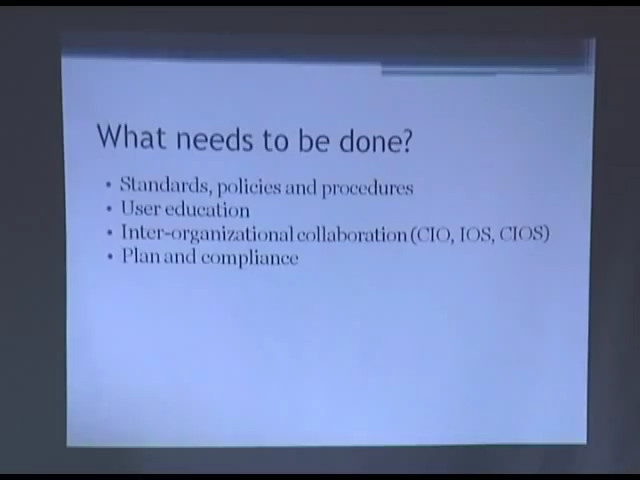 What needs to be done?
• Standards, policies and procedures
• User education
• Inter-organizational collaboration (CIO, IOS, CIOS)
• Plan and compliance